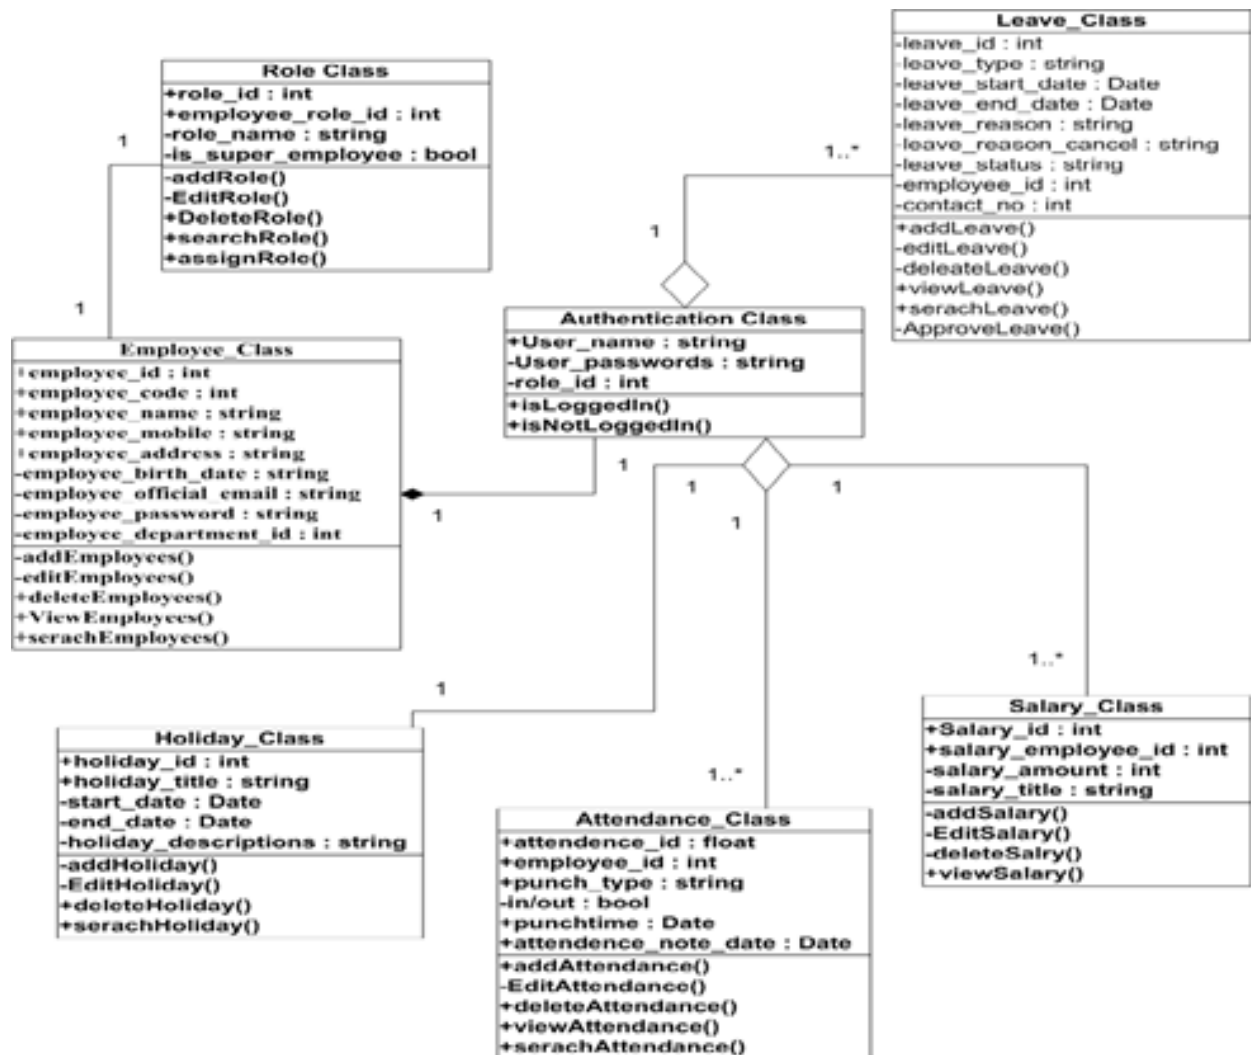 Leave_Class
-leave_id : int
-leave_type : string
-leave_start_date : Date
-leave_end_date : Date
-leave_reason : string
-leave_reason_cancel : string
-leave_status : string
-employee_id : int
-contact_no : int
+addLeave()
-editLeave()
-deleateLeave()
+viewLeave()
+serachLeave()
-ApproveLeave()
1..*
1
Role Class
+role_id : int
+employee_role_id : int
-role_name : string
-is_super_employee : bool
-addRole()
-EditRole()
+DeleteRole()
+searchRole()
+assignRole()
1
1
Authentication Class
+User_name : string
-User_passwords : string
-role_id : int
+isLoggedIn()
+isNotLoggedIn()
Employee_Class
+employee_id : int
+employee_code : int
+employee_name : string
+employee_mobile : string
+employee_address : string
-employee_birth_date : string
-employee_official_email : string
-employee_password : string
-employee_department_id : int
-addEmployees()
-editEmployees()
+deleteEmployees()
+ViewEmployees()
+serachEmployees()
1
1
1
1
1
1
1..*
1..*
Holiday_Class
+holiday_id : int
+holiday_title : string
-start_date : Date
-end_date : Date
-holiday_descriptions : string
-addHoliday()
-EditHoliday()
+deleteHoliday()
+serachHoliday()
Attendance_Class
+attendence_id : float
+employee_id : int
+punch_type : string
-in/out : bool
+punchtime : Date
+attendence_note_date : Date
+addAttendance()
-EditAttendance()
+deleteAttendance()
+viewAttendance()
+serachAttendance()
Salary_Class
+Salary_id : int
+salary_employee_id : int
-salary_amount : int
-salary_title : string
-addSalary()
-EditSalary()
-deleteSalry()
+viewSalary()